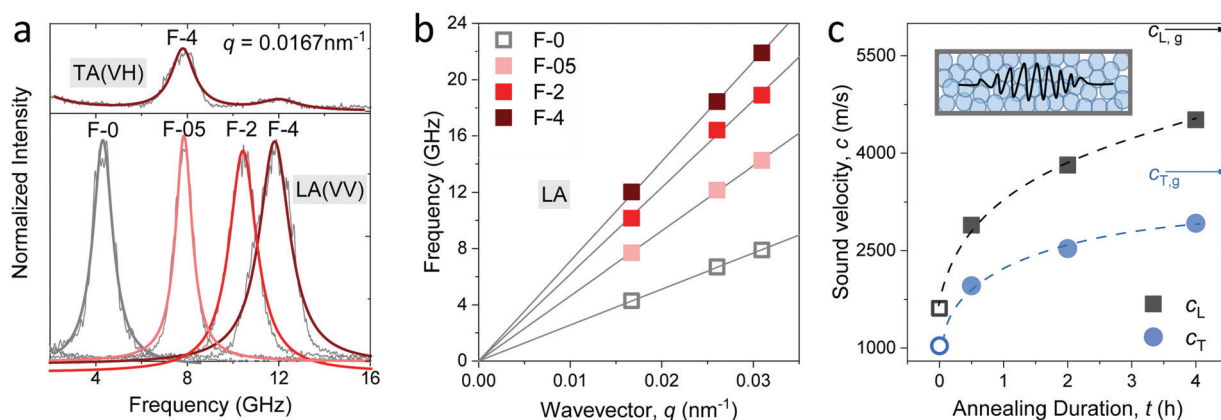 a
F-4
q = 0.0167nm⁻¹
TA(VH)
F-0
F-05
F-2
F-4
LA(VV)
Normalized Intensity
4
8
12
16
Frequency (GHz)
b
24
20
16
12
8
4
0
F-0
F-05
F-2
F-4
LA
Frequency (GHz)
0.00
0.01
0.02
0.03
Wavevector, q (nm⁻¹)
c
5500
4000
2500
1000
c_L, g
c_T,g
c_L
c_T
Sound velocity, c (m/s)
0
1
2
3
4
Annealing Duration, t (h)